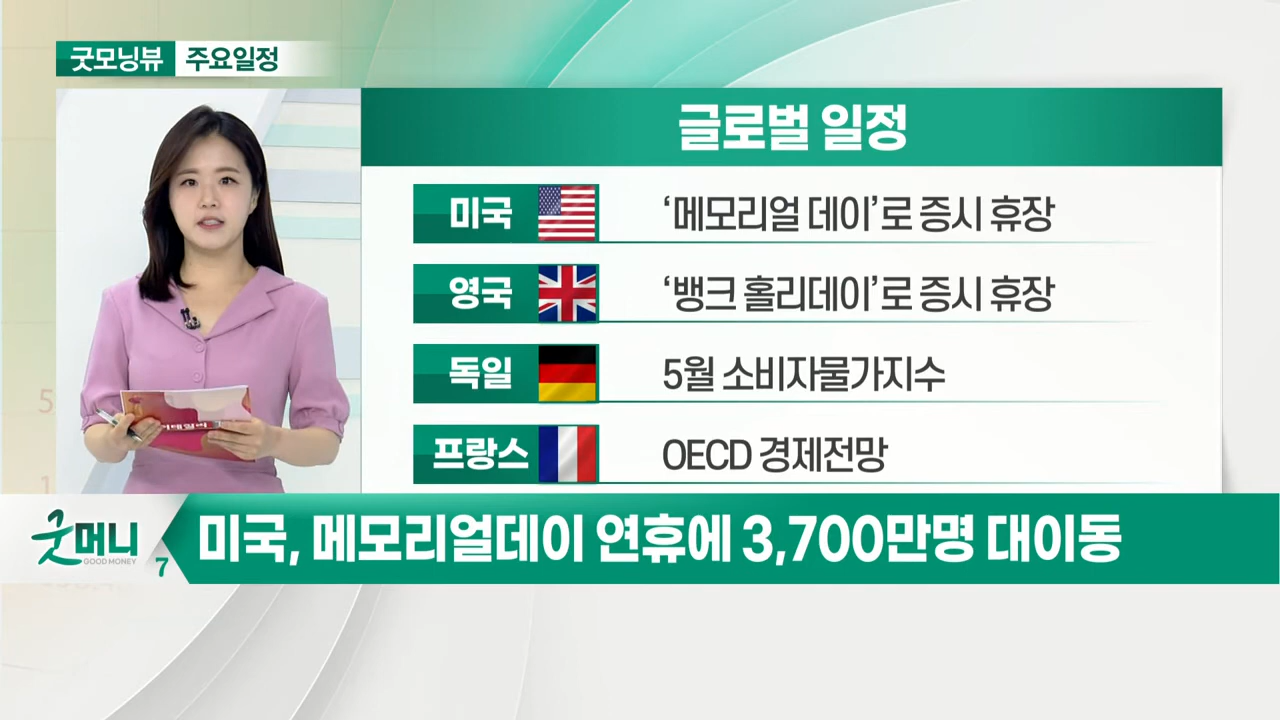 굿모닝뷰 주요일정
글로벌 일정
미국 ‘메모리얼 데이’로 증시 휴장
영국 ‘뱅크 홀리데이’로 증시 휴장
독일 5월 소비자물가지수
프랑스 OECD 경제전망
5
1
굿머니
GOOD MONEY
7
미국, 메모리얼데이 연휴에 3,700만명 대이동